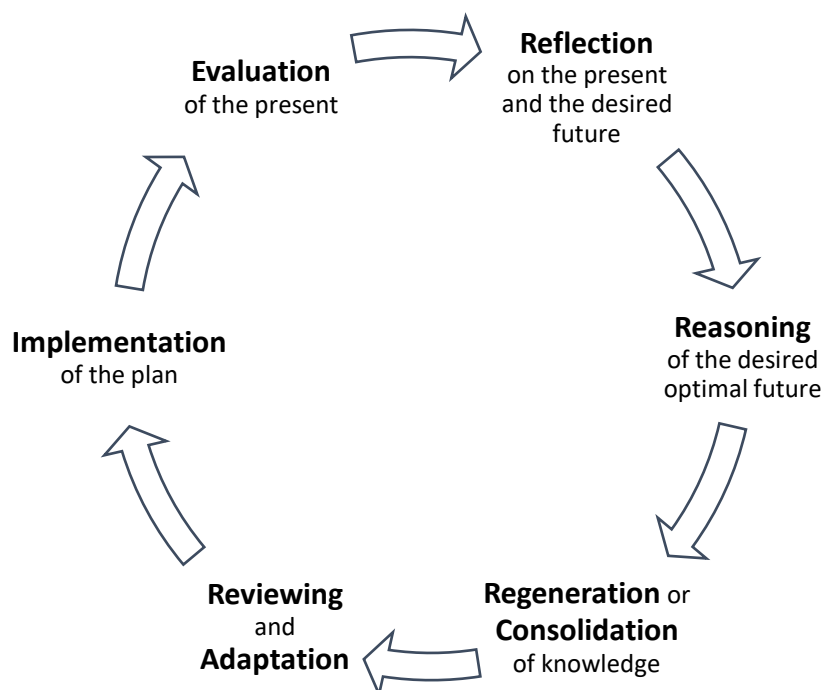 Evaluation
of the present
Reflection
on the present
and the desired
future
Reasoning
of the desired
optimal future
Regeneration or
Consolidation
of knowledge
Reviewing
and
Adaptation
Implementation
of the plan